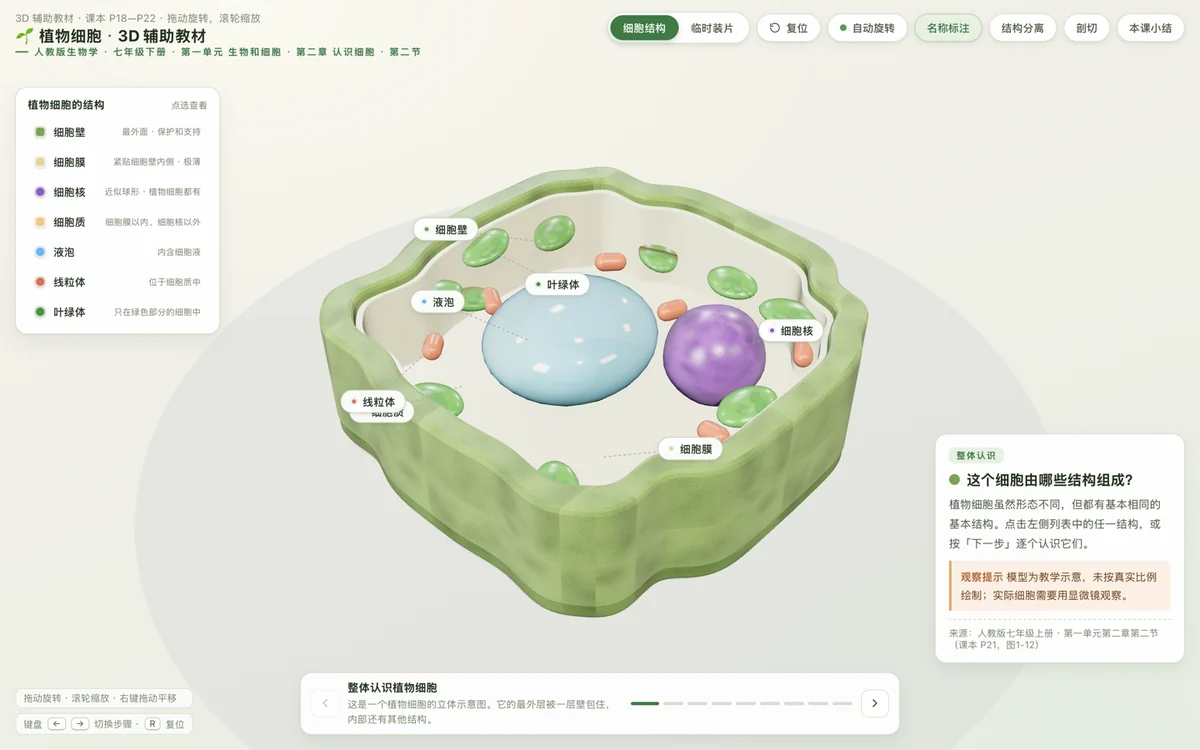 3D 辅助教材 · 课本 P18—P22 · 拖动旋转，滚轮缩放
植物细胞 · 3D 辅助教材
人教版生物学 · 七年级下册 · 第一单元 生物和细胞 · 第二章 认识细胞 · 第二节
细胞结构 临时装片 复位 自动旋转 名称标注 结构分离 剖切 本课小结
植物细胞的结构 点选查看
细胞壁 最外面 · 保护和支持
细胞膜 紧贴细胞壁内侧 · 极薄
细胞核 近似球形 · 植物细胞都有
细胞质 细胞膜以内、细胞核以外
液泡 内含细胞液
线粒体 位于细胞质中
叶绿体 只在绿色部分的细胞中
细胞壁
叶绿体
液泡
细胞核
线粒体
细胞质
细胞膜
整体认识
这个细胞由哪些结构组成？
植物细胞虽然形态不同，但都有基本相同的
基本结构。点击左侧列表中的任一结构，或
按「下一步」逐个认识它们。
观察提示 模型为教学示意，未按真实比例
绘制；实际细胞需要用显微镜观察。
来源：人教版七年级上册 · 第一单元第二章第二节
（课本 P21，图1-12）
整体认识植物细胞
这是一个植物细胞的立体示意图。它的最外层被一层壁包住，
内部还有其他结构。
拖动旋转 · 滚轮缩放 · 右键拖动平移
键盘 ← → 切换步骤 · R 复位